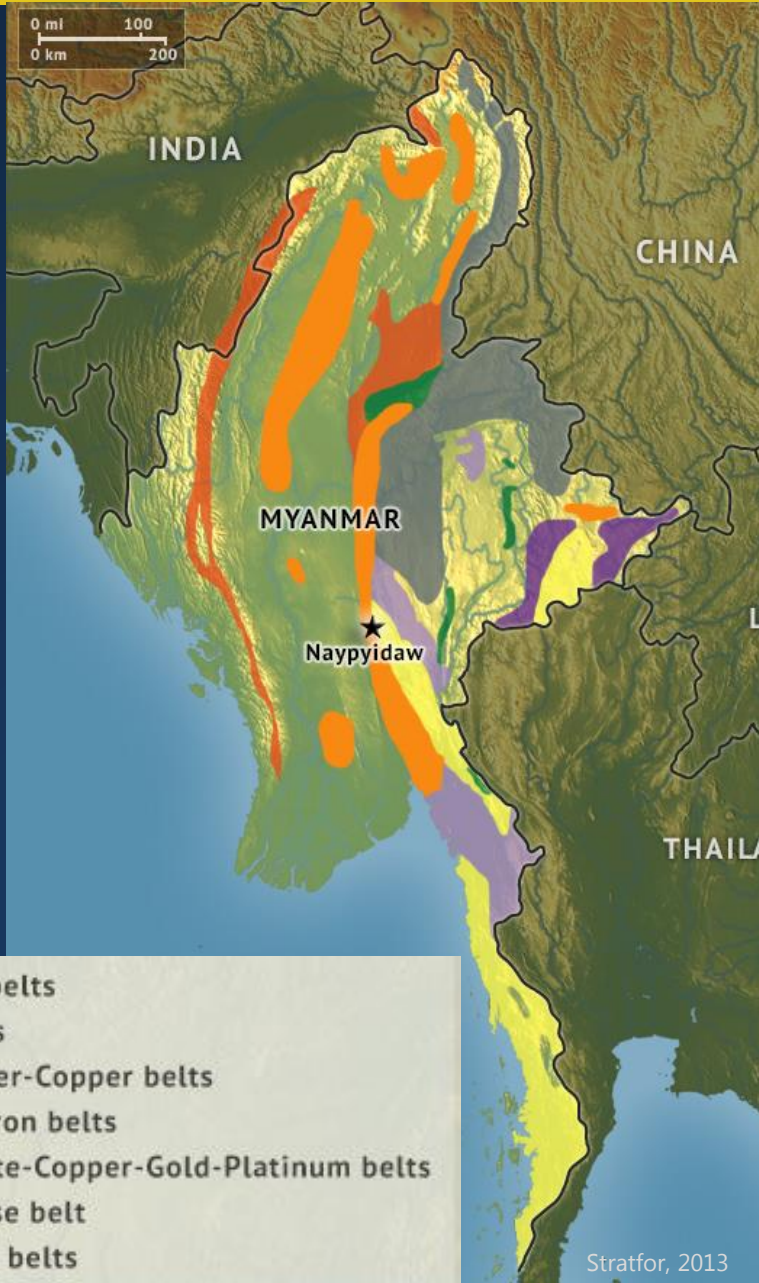 0 mi 100
0 km 200
INDIA
CHINA
MYANMAR
Naypyidaw
THAILA
belts
er-Copper belts
ron belts
te-Copper-Gold-Platinum belts
se belt
belts
Stratfor, 2013